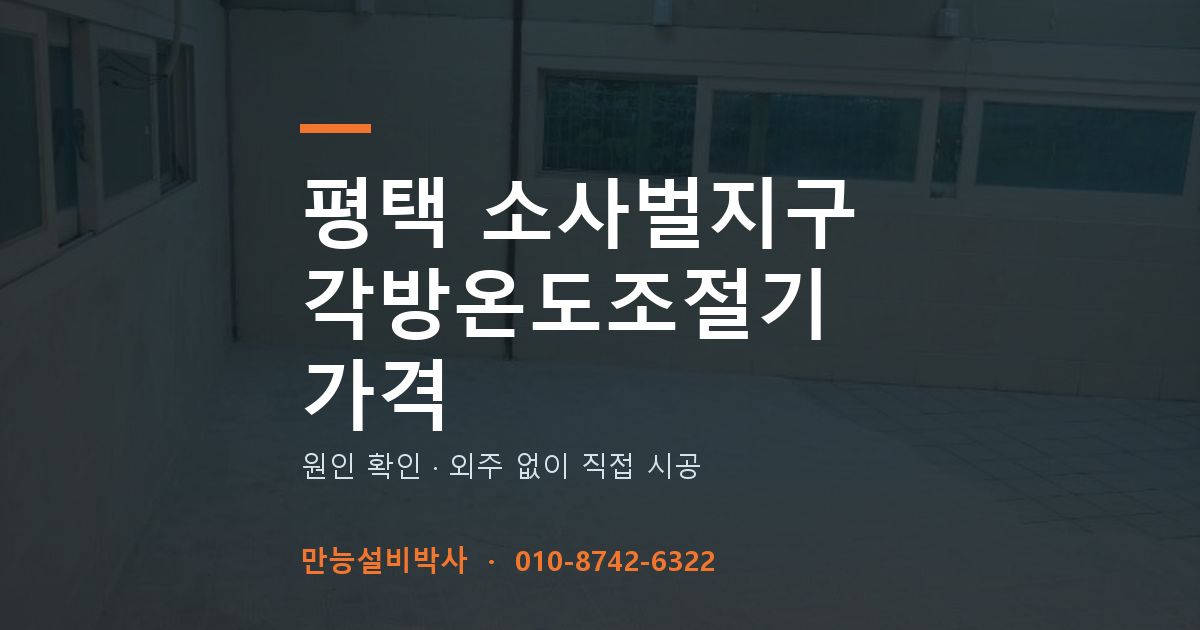 평택 소사벌지구
각방온도조절기
가격
원인 확인 · 외주 없이 직접 시공
만능설비박사 · 010-8742-6322